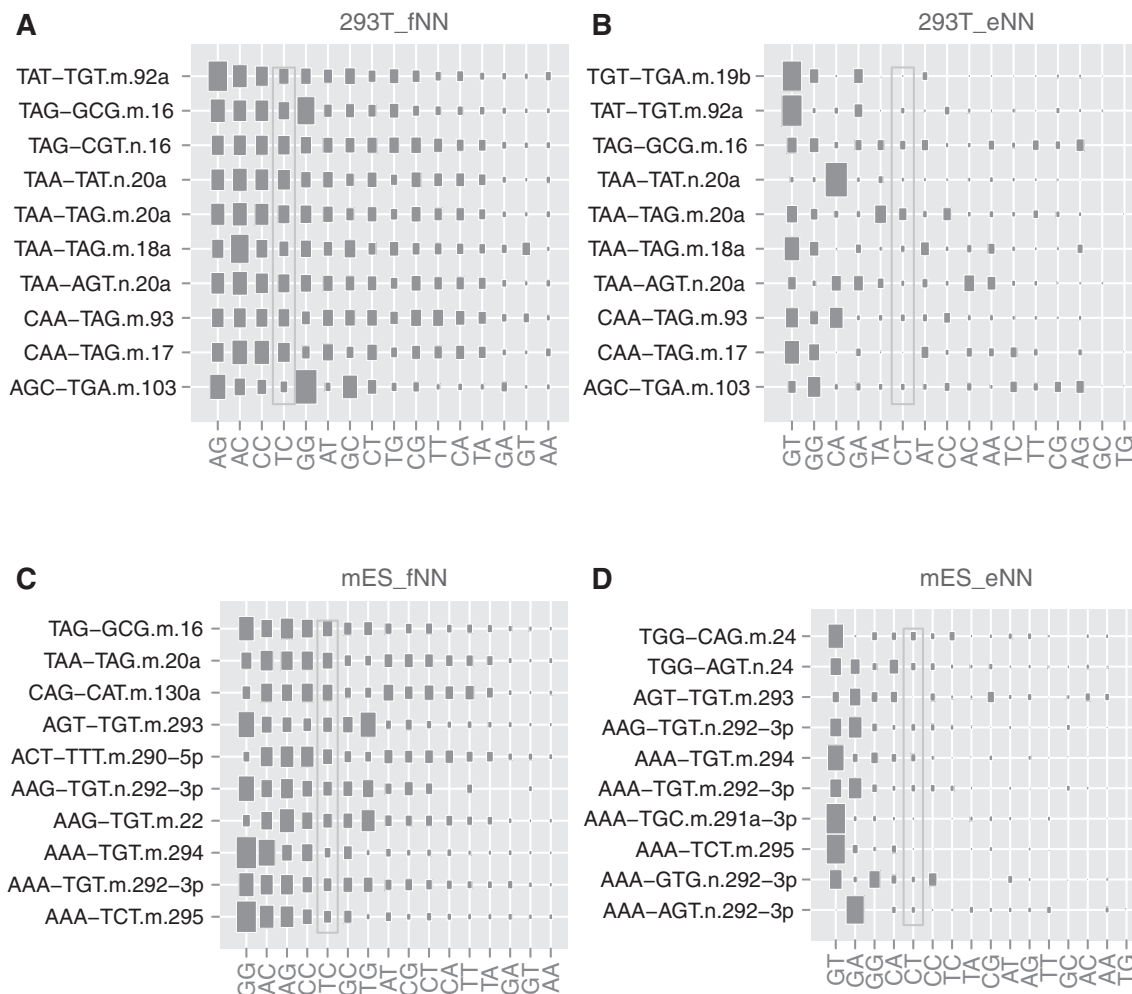 A
293T_fNN
TAT–TGT.m.92a
TAG–GCG.m.16
TAG–CGT.n.16
TAA–TAT.n.20a
TAA–TAG.m.20a
TAA–TAG.m.18a
TAA–AGT.n.20a
CAA–TAG.m.93
CAA–TAG.m.17
AGC–TGA.m.103
AG AC CC TC GG AT GC CT TG CG TT CA TA GA GT AA
B
293T_eNN
TGT–TGA.m.19b
TAT–TGT.m.92a
TAG–GCG.m.16
TAA–TAT.n.20a
TAA–TAG.m.20a
TAA–TAG.m.18a
TAA–AGT.n.20a
CAA–TAG.m.93
CAA–TAG.m.17
AGC–TGA.m.103
GT GG CA GA TA CT AT CC AC AA TC TT CG AG GC TG
C
mES_fNN
TAG–GCG.m.16
TAA–TAG.m.20a
CAG–CAT.m.130a
AGT–TGT.m.293
ACT–TTT.m.290-5p
AAG–TGT.n.292–3p
AAG–TGT.m.22
AAA–TGT.m.294
AAA–TGT.m.292–3p
AAA–TCT.m.295
GG AC AG CC TC GC TG AT CG CT CA TT TA GA GT AA
D
mES_eNN
TGG–CAG.m.24
TGG–AGT.n.24
AGT–TGT.m.293
AAG–TGT.n.292–3p
AAA–TGT.m.294
AAA–TGT.m.292–3p
AAA–TGC.m.291a–3p
AAA–TCT.m.295
AAA–GTG.n.292–3p
AAA–AGT.n.292–3p
GT GA GG CA CT CC TC TA CG AT AG TT GC AC AA TG